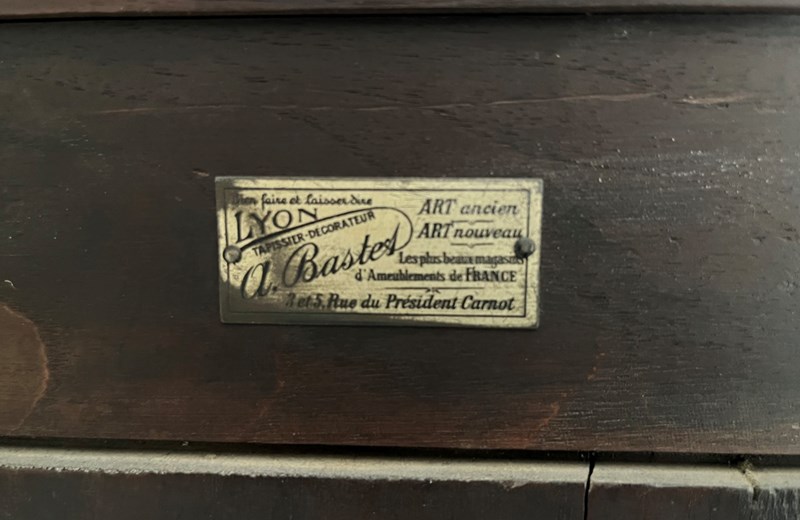 Bien faire et laisser dire
LYON
TAPISSIER-DÉCORATEUR
A. Bastet
ART ancien
ART nouveau
Les plus beaux magasins
d'Ameublements de FRANCE
3 et 5, Rue du Président Carnot